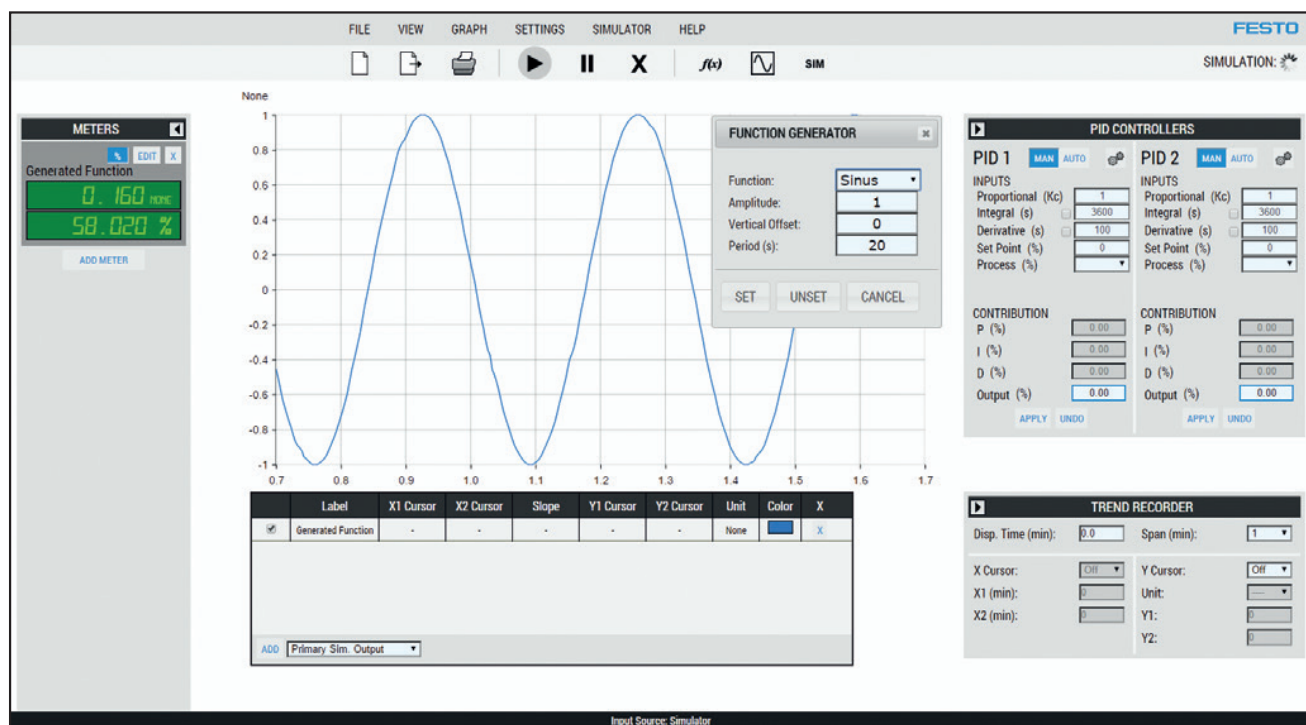 FILE VIEW GRAPH SETTINGS SIMULATOR HELP
FESTO
f(x) SIM
SIMULATION:
METERS
% EDIT X
Generated Function
0.160 NONE
58.020 %
ADD METER
None
1
0.8
0.6
0.4
0.2
0
-0.2
-0.4
-0.6
-0.8
-1
0.7 0.8 0.9 1.0 1.1 1.2 1.3 1.4 1.5 1.6 1.7
FUNCTION GENERATOR
Function: Sinus
Amplitude: 1
Vertical Offset: 0
Period (s): 20
SET UNSET CANCEL
Label X1 Cursor X2 Cursor Slope Y1 Cursor Y2 Cursor Unit Color X
Generated Function - - - - - None X
ADD Primary Sim. Output
PID CONTROLLERS
PID 1 MAN AUTO
INPUTS
Proportional (Kc) 1
Integral (s) 3600
Derivative (s) 100
Set Point (%) 0
Process (%)
CONTRIBUTION
P (%) 0.00
I (%) 0.00
D (%) 0.00
Output (%) 0.00
APPLY UNDO
PID 2 MAN AUTO
INPUTS
Proportional (Kc) 1
Integral (s) 3600
Derivative (s) 100
Set Point (%) 0
Process (%)
CONTRIBUTION
P (%) 0.00
I (%) 0.00
D (%) 0.00
Output (%) 0.00
APPLY UNDO
TREND RECORDER
Disp. Time (min): 0.0 Span (min): 1
X Cursor: Off Y Cursor: Off
X1 (min): 0 Unit: ----
X2 (min): 0 Y1: 0
Y2: 0
Input Source: Simulator